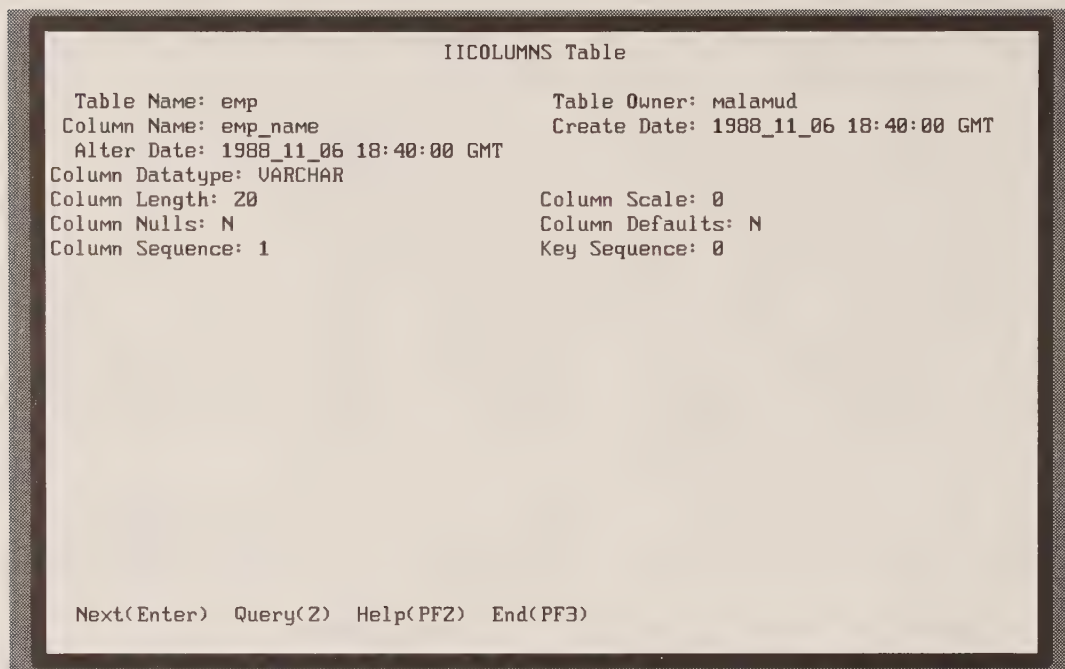 IICOLUMNS Table
Table Name: emp Table Owner: malamud
Column Name: emp_name Create Date: 1988_11_06 18:40:00 GMT
Alter Date: 1988_11_06 18:40:00 GMT
Column Datatype: VARCHAR
Column Length: 20 Column Scale: 0
Column Nulls: N Column Defaults: N
Column Sequence: 1 Key Sequence: 0
Next(Enter) Query(2) Help(PF2) End(PF3)